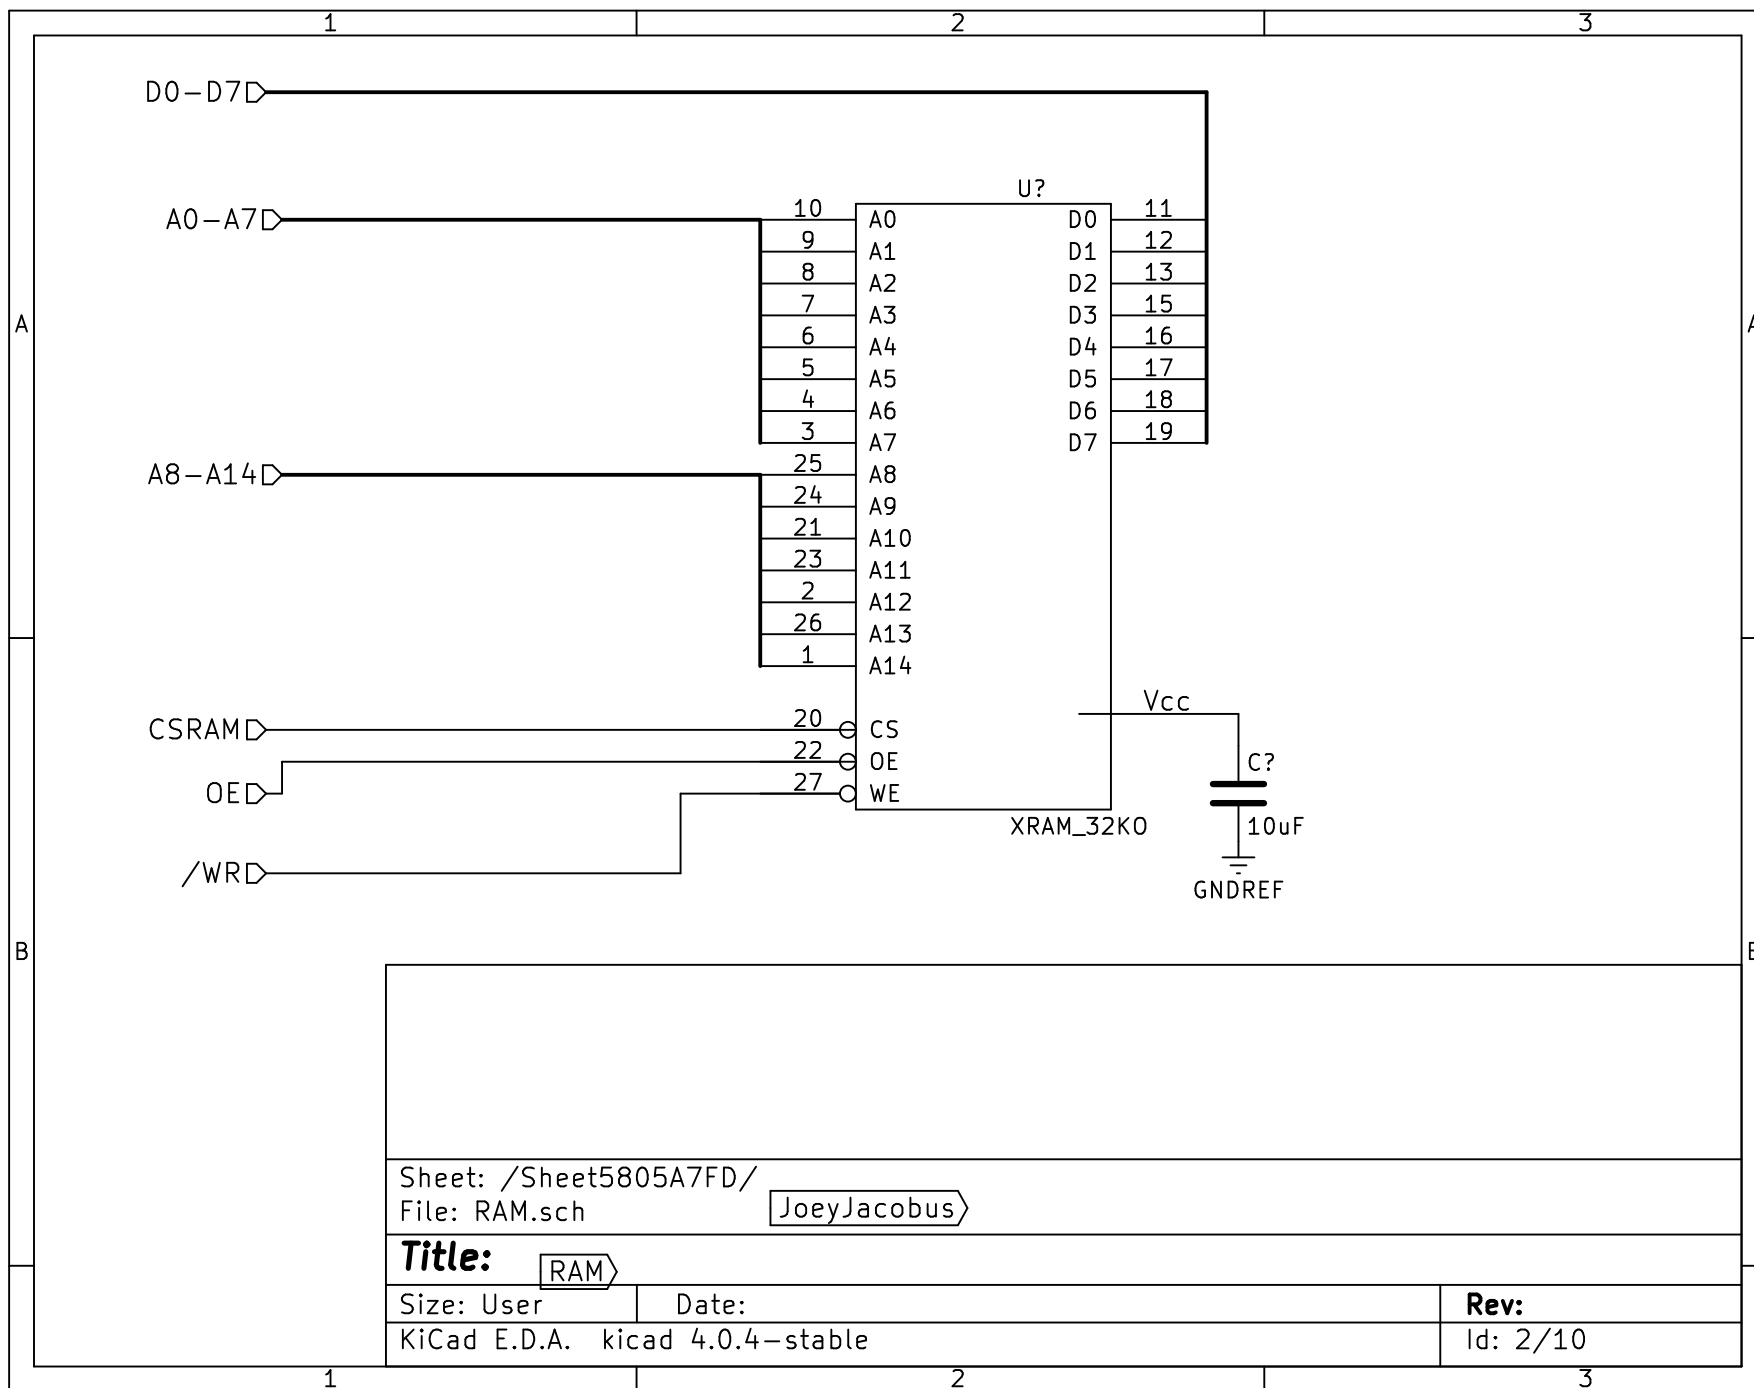 1 2 3
D0-D7
U?
A0-A7 10 A0 D0 11
9 A1 D1 12
8 A2 D2 13
7 A3 D3 15
A 6 A4 D4 16 A
5 A5 D5 17
4 A6 D6 18
3 A7 D7 19
A8-A14 25 A8
24 A9
21 A10
23 A11
2 A12
26 A13
1 A14
Vcc
CSRAM 20 CS
22 OE C?
OE 27 WE
XRAM_32KO 10uF
/WR
GNDREF
B B
Sheet: /Sheet5805A7FD/
File: RAM.sch JoeyJacobus
Title: RAM
Size: User Date: Rev:
KiCad E.D.A. kicad 4.0.4-stable Id: 2/10
1 2 3